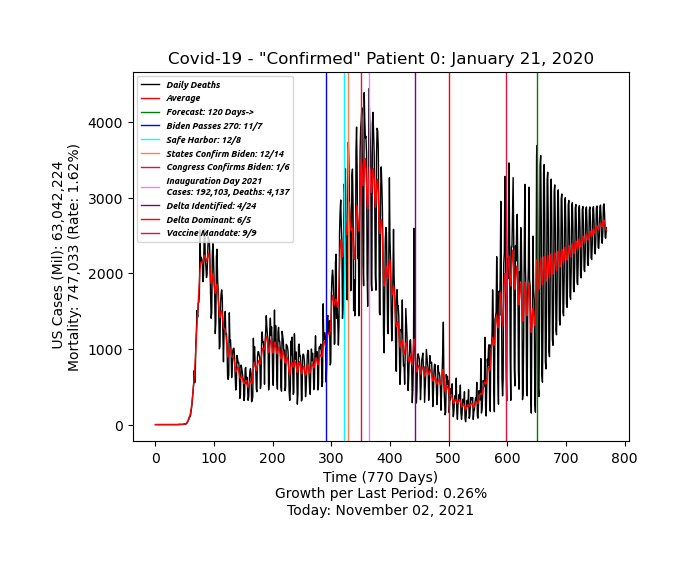 Covid-19 - "Confirmed" Patient 0: January 21, 2020
Daily Deaths
Average
Forecast: 120 Days->
Biden Passes 270: 11/7
Safe Harbor: 12/8
States Confirm Biden: 12/14
Congress Confirms Biden: 1/6
Inauguration Day 2021
Cases: 192,103, Deaths: 4,137
Delta Identified: 4/24
Delta Dominant: 6/5
Vaccine Mandate: 9/9
US Cases (Mil): 63,042,224
Mortality: 747,033 (Rate: 1.62%)
4000
3000
2000
1000
0
0 100 200 300 400 500 600 700 800
Time (770 Days)
Growth per Last Period: 0.26%
Today: November 02, 2021